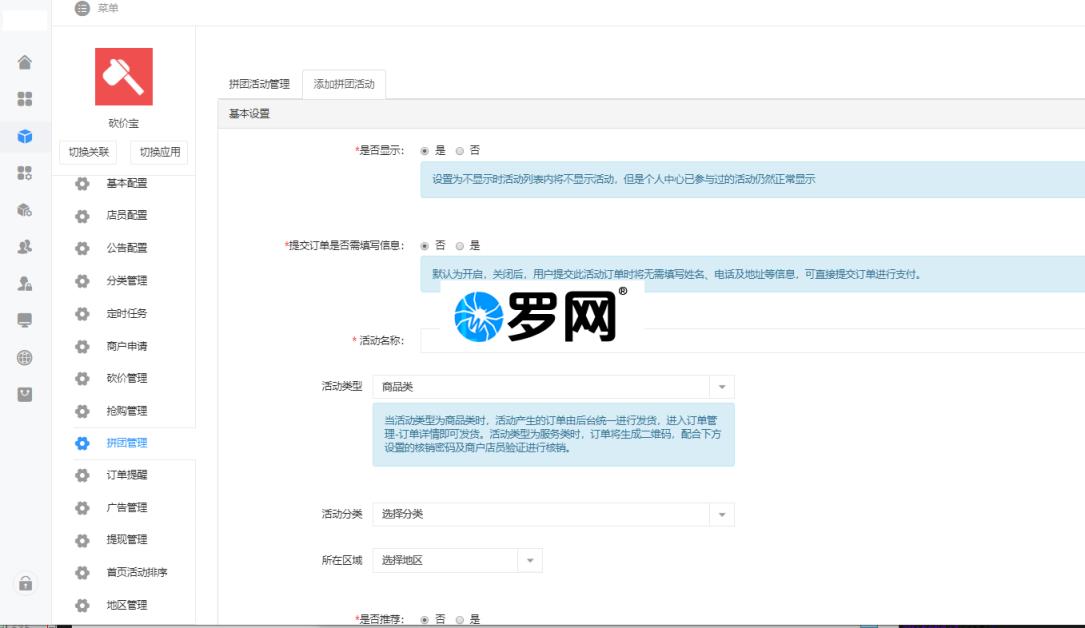 菜单
砍价宝
切换关联 切换应用
基本配置
店员配置
公告配置
分类管理
定时任务
商户申请
砍价管理
抢购管理
拼团管理
订单提醒
广告管理
提现管理
首页活动排序
地区管理
拼团活动管理 添加拼团活动
基本设置
*是否显示： 是 否
设置为不显示时活动列表内将不显示活动，但是个人中心已参与过的活动仍然正常显示
*提交订单是否需填写信息： 否 是
默认为开启，关闭后，用户提交此活动订单时将无需填写姓名、电话及地址等信息，可直接提交订单进行支付。
罗网®
* 活动名称：
活动类型 商品类
当活动类型为商品类时，活动产生的订单由后台统一进行发货，进入订单管
理-订单详情即可发货。活动类型为服务类时，订单将生成二维码，配合下方
设置的核销密码及商户店员验证进行核销。
活动分类 选择分类
所在区域 选择地区
*是否推荐： 否 是